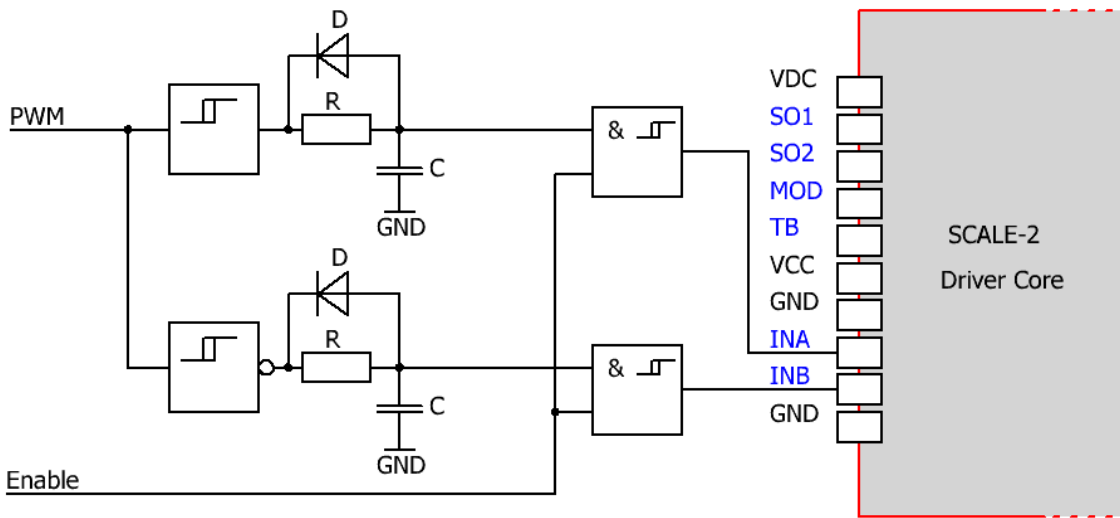 D
PWM
R
&
C
GND
D
R
&
C
GND
Enable
VDC
SO1
SO2
MOD
TB
VCC
GND
INA
INB
GND
SCALE-2
Driver Core